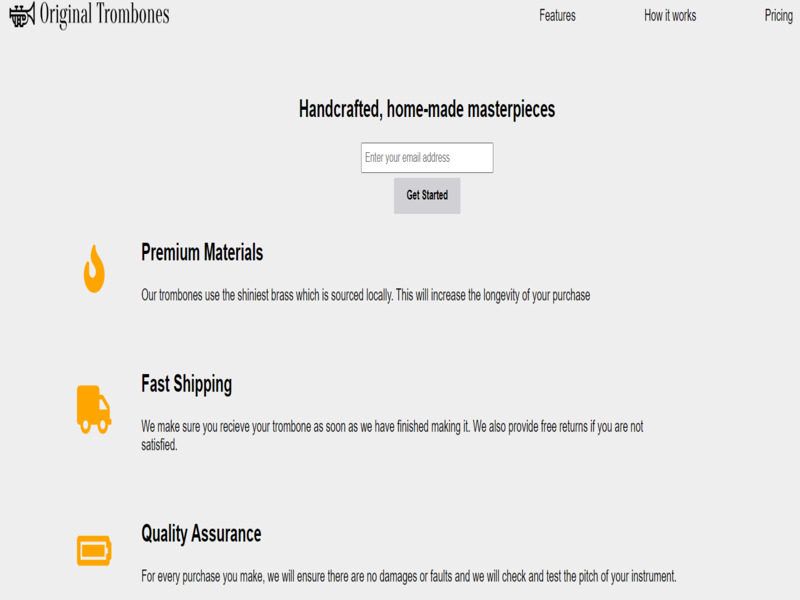 Original Trombones
Features
How it works
Pricing
Handcrafted, home-made masterpieces
Enter your email address
Get Started
Premium Materials
Our trombones use the shiniest brass which is sourced locally. This will increase the longevity of your purchase
Fast Shipping
We make sure you recieve your trombone as soon as we have finished making it. We also provide free returns if you are not
satisfied.
Quality Assurance
For every purchase you make, we will ensure there are no damages or faults and we will check and test the pitch of your instrument.